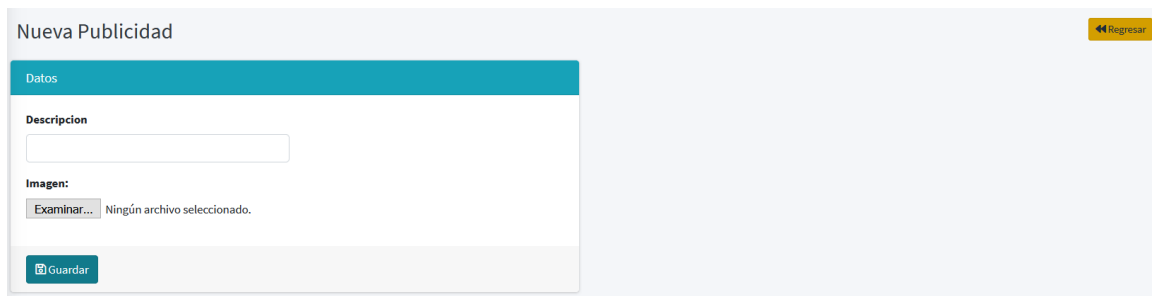 Nueva Publicidad
Regresar
Datos
Descripcion
Imagen:
Examinar... Ningún archivo seleccionado.
Guardar